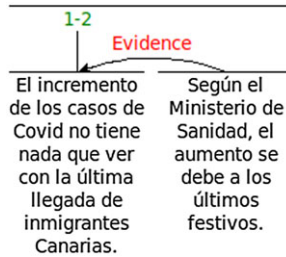 1-2
Evidence
El incremento
de los casos de
Covid no tiene
nada que ver
con la última
llegada de
inmigrantes
Canarias.
Según el
Ministerio de
Sanidad, el
aumento se
debe a los
últimos
festivos.